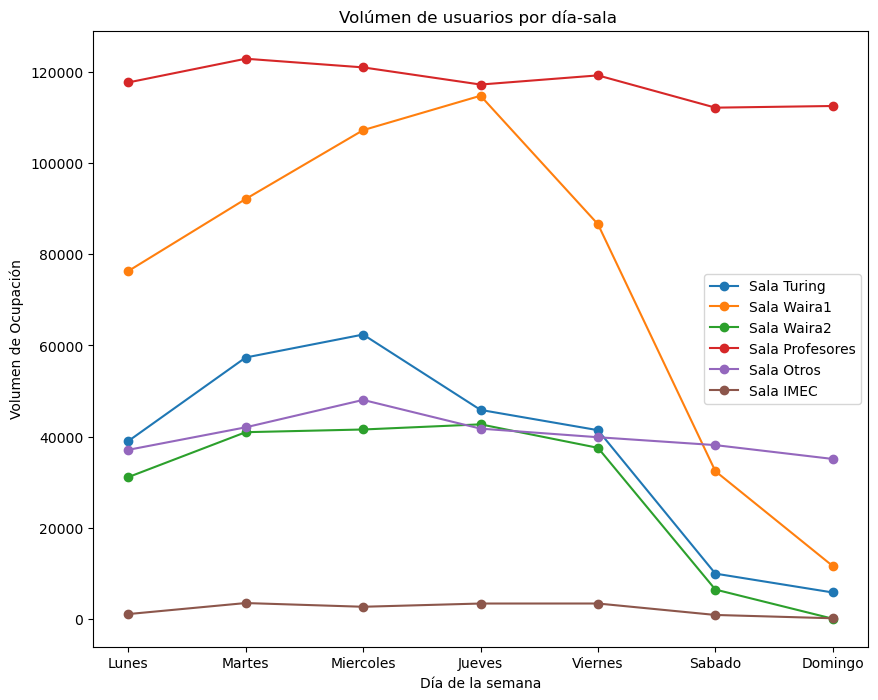 Volúmen de usuarios por día-sala
Volumen de Ocupación
120000
100000
80000
60000
40000
20000
0
Sala Turing
Sala Waira1
Sala Waira2
Sala Profesores
Sala Otros
Sala IMEC
Lunes Martes Miercoles Jueves Viernes Sabado Domingo
Día de la semana